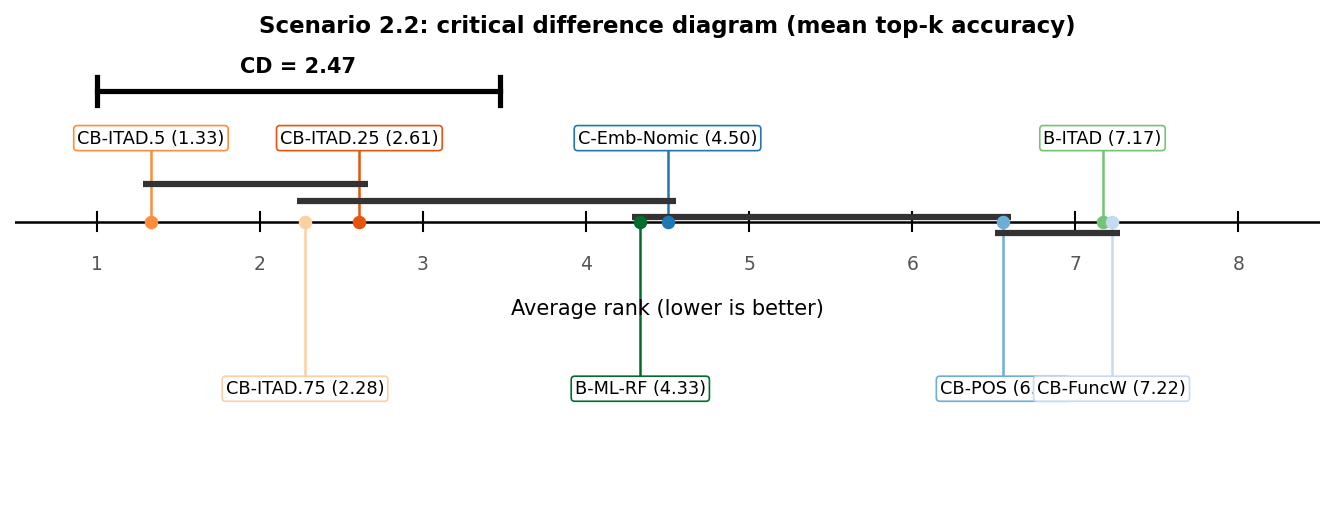 Scenario 2.2: critical difference diagram (mean top-k accuracy)
CD = 2.47
CB-ITAD.5 (1.33)
CB-ITAD.25 (2.61)
C-Emb-Nomic (4.50)
B-ITAD (7.17)
1
2
3
4
5
6
7
8
Average rank (lower is better)
CB-ITAD.75 (2.28)
B-ML-RF (4.33)
CB-POS (6
CB-FuncW (7.22)